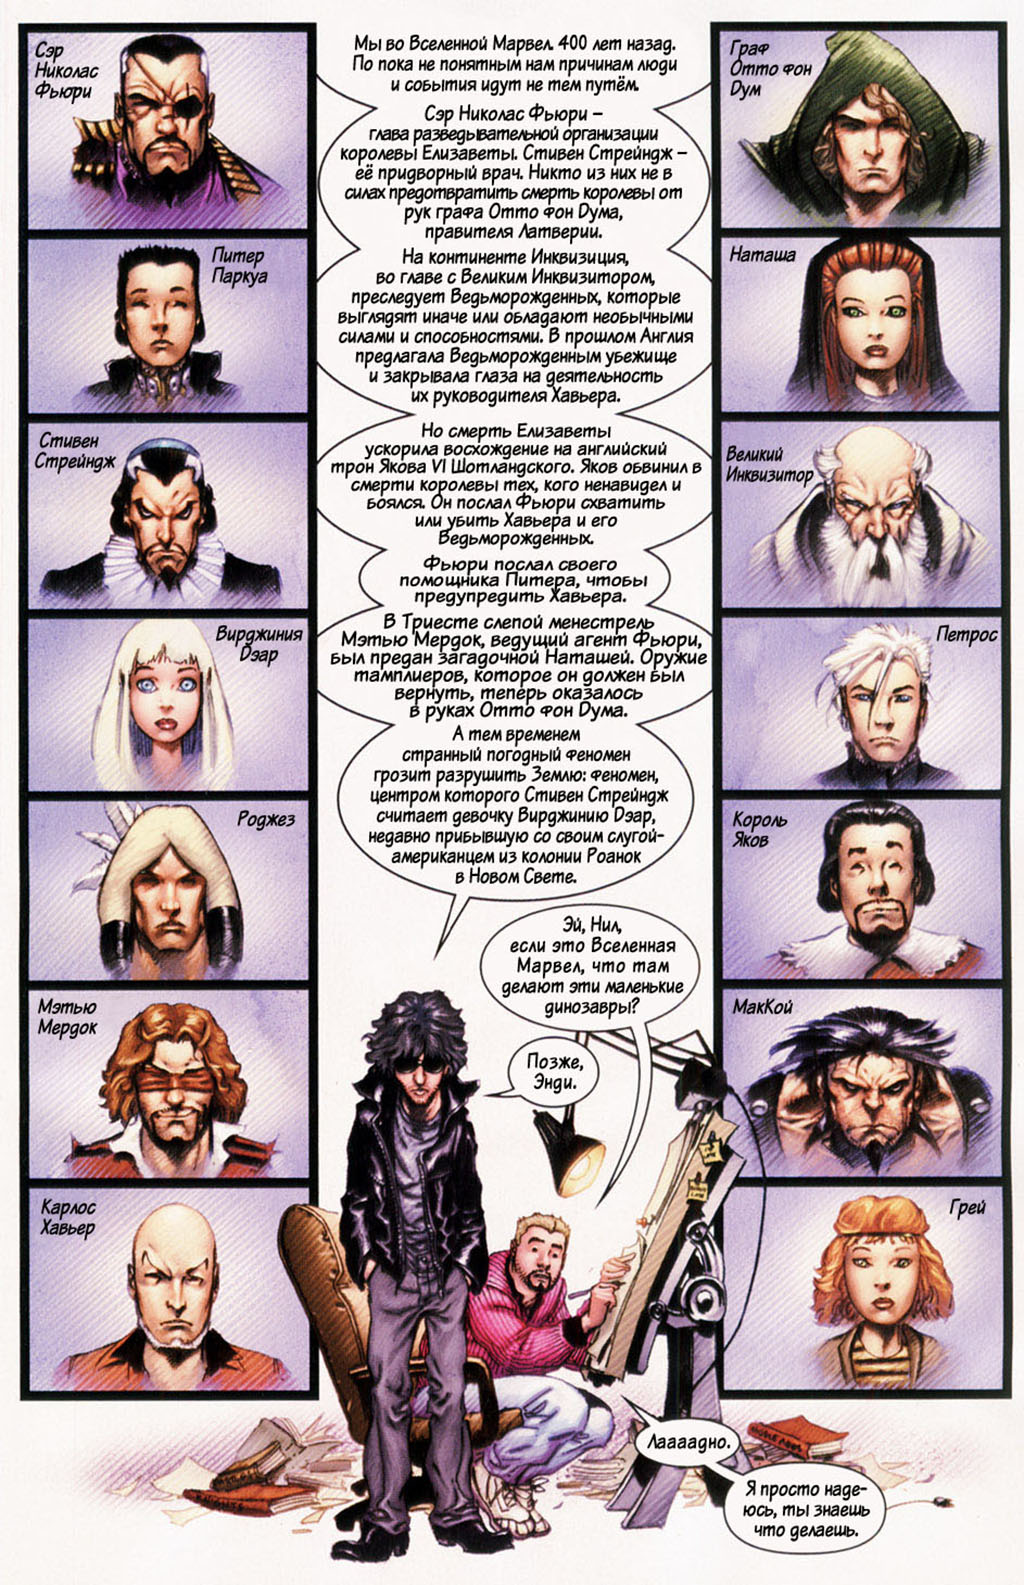 Сэр
Николас
Фьюри
Питер
Паркуа
Стивен
Стрейндж
Вирджиния
Дэар
Роджез
Мэтью
Мердок
Карлос
Хавьер
Мы во Вселенной Марвел. 400 лет назад.
По пока не понятным нам причинам люди
и события идут не тем путём.
Сэр Николас Фьюри –
глава разведывательной организации
королевы Елизаветы. Стивен Стрейндж –
её придворный врач. Никто из них не в
силах предотвратить смерть королевы от
рук графа Отто фон Дума,
правителя Латверии.
На континенте Инквизиция,
во главе с Великим Инквизитором,
преследует Ведьморожденных, которые
выглядят иначе или обладают необычными
силами и способностями. В прошлом Англия
предлагала Ведьморожденным убежище
и закрывала глаза на деятельность
их руководителя Хавьера.
Но смерть Елизаветы
ускорила восхождение на английский
трон Якова VI Шотландского. Яков обвинил в
смерти королевы тех, кого ненавидел и
боялся. Он послал Фьюри схватить
или убить Хавьера и его
Ведьморожденных.
Фьюри послал своего
помощника Питера, чтобы
предупредить Хавьера.
В Триесте слепой менестрель
Мэтью Мердок, ведущий агент Фьюри,
был предан загадочной Наташей. Оружие
тамплиеров, которое он должен был
вернуть, теперь оказалось
в руках Отто фон Дума.
А тем временем
странный погодный феномен
грозит разрушить Землю: феномен,
центром которого Стивен Стрейндж
считает девочку Вирджинию Дэар,
недавно прибывшую со своим слугой-
американцем из колонии Роанок
в Новом Свете.
Эй, Нил,
если это Вселенная
Марвел, что там
делают эти маленькие
динозавры?
Позже,
Энди.
Лаааадно.
Я просто наде-
юсь, ты знаешь
что делаешь.
Граф
Отто фон
Дум
Наташа
Великий
Инквизитор
Петрос
Король
Яков
МакКой
Грей